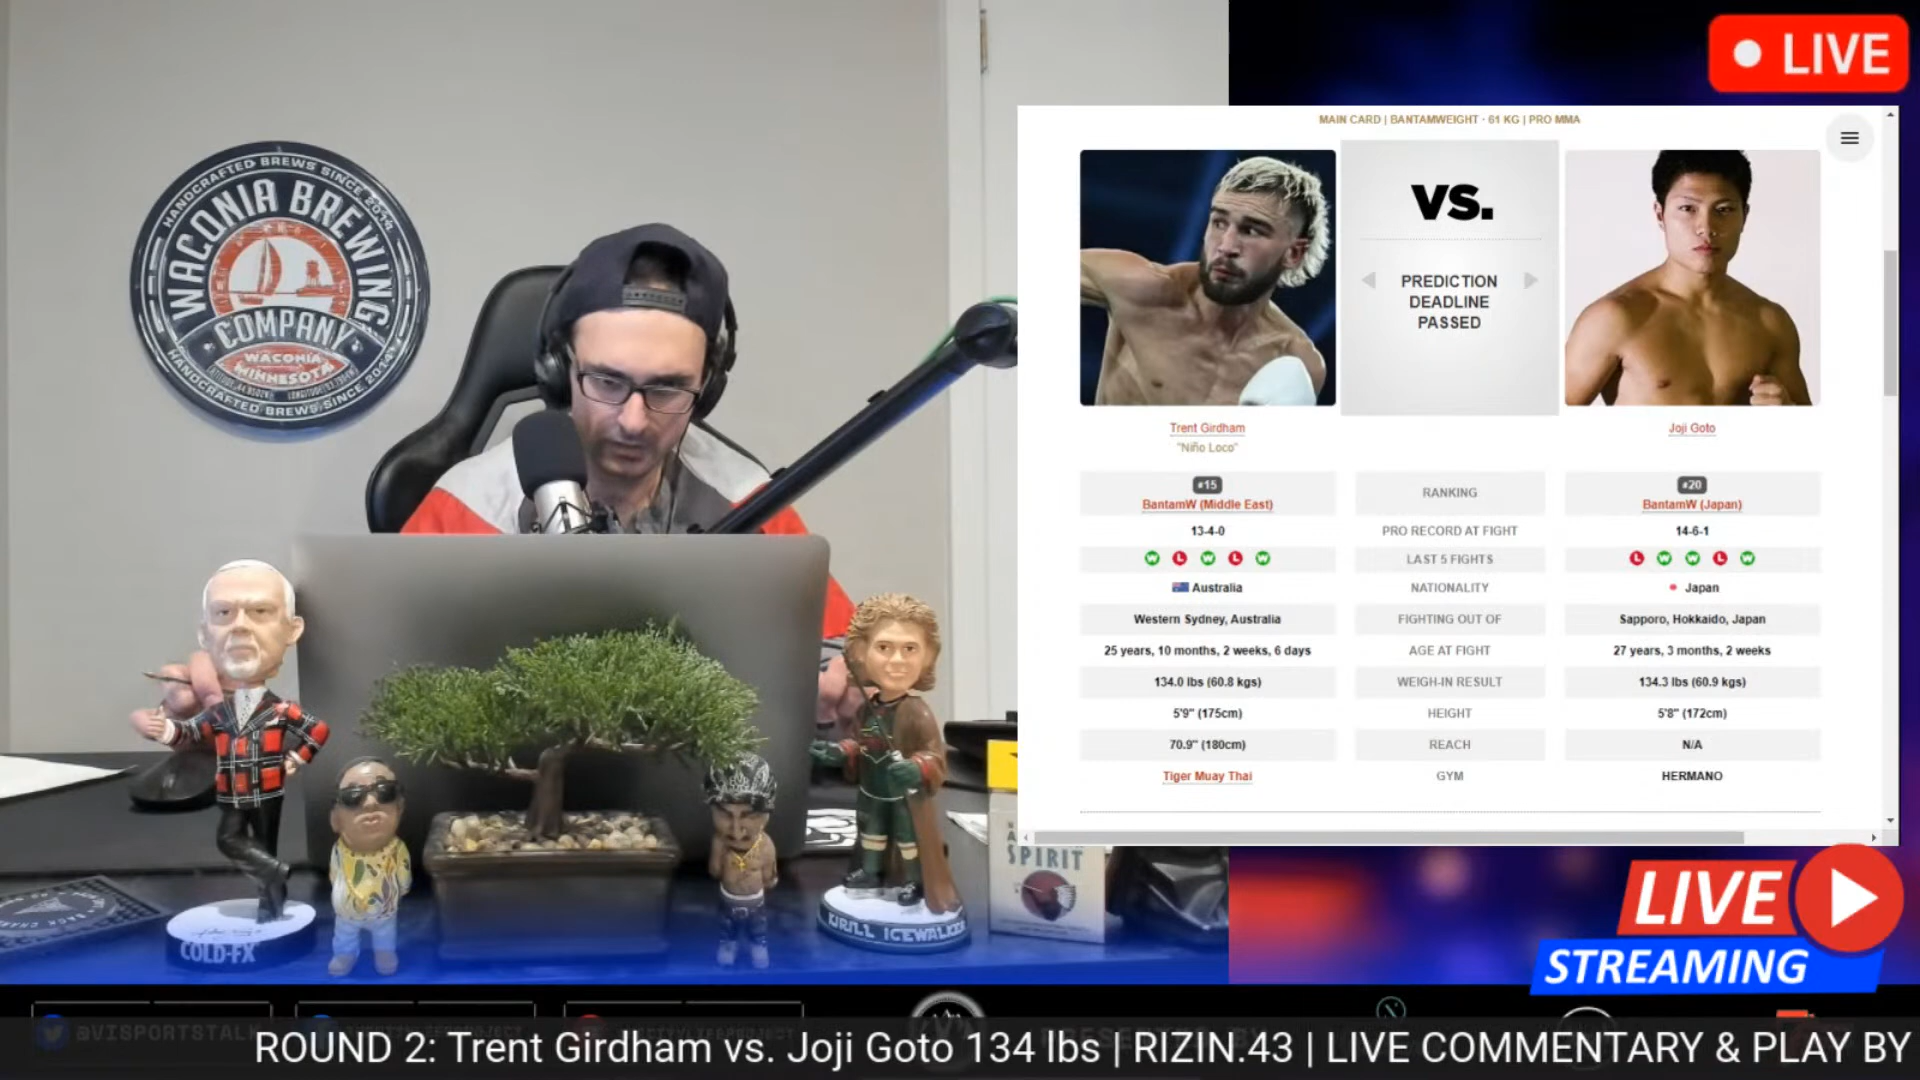 LIVE
HANDCRAFTED BREWS SINCE 2014
WACONIA BREWING
COMPANY
WACONIA
MINNESOTA
HANDCRAFTED BREWS SINCE 2014
MAIN CARD | BANTAMWEIGHT · 61 KG | PRO MMA
VS.
PREDICTION
DEADLINE
PASSED
Trent Girdham
"Niño Loco"
Joji Goto
#15
BantamW (Middle East)
RANKING
#20
BantamW (Japan)
13-4-0
PRO RECORD AT FIGHT
14-6-1
W L W L W
LAST 5 FIGHTS
L W W L W
Australia
NATIONALITY
Japan
Western Sydney, Australia
FIGHTING OUT OF
Sapporo, Hokkaido, Japan
25 years, 10 months, 2 weeks, 6 days
AGE AT FIGHT
27 years, 3 months, 2 weeks
134.0 lbs (60.8 kgs)
WEIGH-IN RESULT
134.3 lbs (60.9 kgs)
5'9" (175cm)
HEIGHT
5'8" (172cm)
70.9" (180cm)
REACH
N/A
Tiger Muay Thai
GYM
HERMANO
SPIRIT
COLD-FX
KIRILL ICEWALKER
LIVE
STREAMING
@VISPORTSTALK
PRESENTED BY
ROUND 2: Trent Girdham vs. Joji Goto 134 lbs | RIZIN.43 | LIVE COMMENTARY & PLAY BY